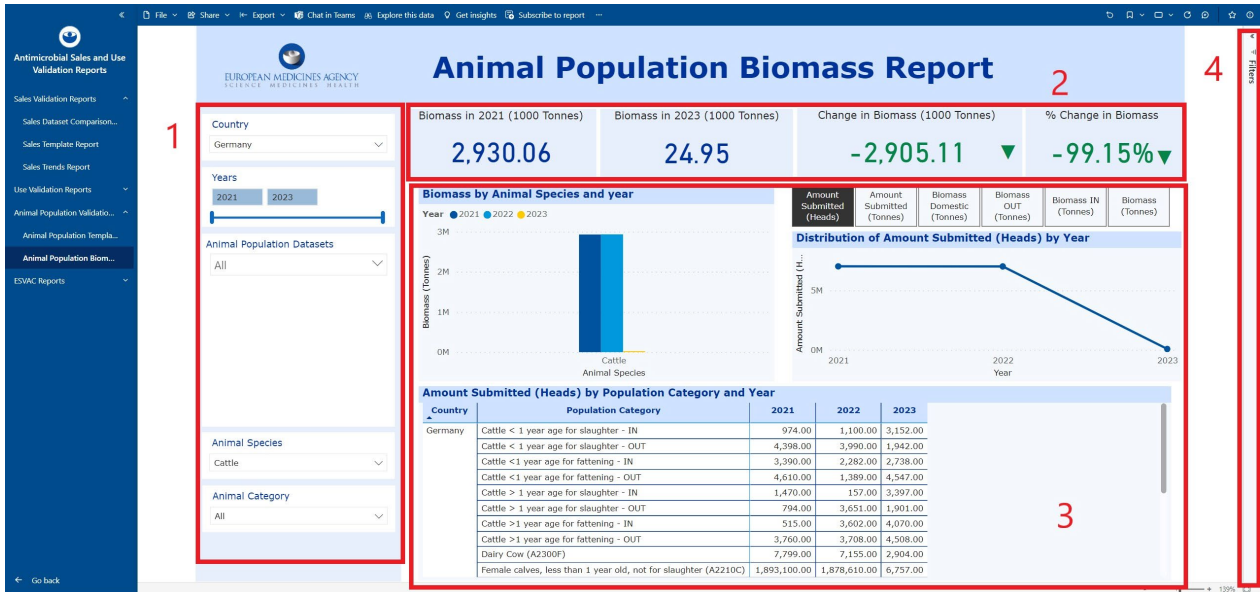 File
Share
Export
Chat in Teams
Explore this data
Get insights
Subscribe to report
Antimicrobial Sales and Use
Validation Reports
Sales Validation Reports
Sales Dataset Comparison...
Sales Template Report
Sales Trends Report
Use Validation Reports
Animal Population Validatio...
Animal Population Templa...
Animal Population Biom...
ESVAC Reports
Go back
EUROPEAN MEDICINES AGENCY
SCIENCE MEDICINES HEALTH
Animal Population Biomass Report
1
2
3
4
Filters
Country
Germany
Years
2021 2023
Animal Population Datasets
All
Animal Species
Cattle
Animal Category
All
Biomass in 2021 (1000 Tonnes)
2,930.06
Biomass in 2023 (1000 Tonnes)
24.95
Change in Biomass (1000 Tonnes)
-2,905.11 ▼
% Change in Biomass
-99.15% ▼
Biomass by Animal Species and year
Year 2021 2022 2023
Biomass (Tonnes)
3M
2M
1M
0M
Cattle
Animal Species
Amount
Submitted
(Heads)
Amount
Submitted
(Tonnes)
Biomass
Domestic
(Tonnes)
Biomass
OUT
(Tonnes)
Biomass IN
(Tonnes)
Biomass
(Tonnes)
Distribution of Amount Submitted (Heads) by Year
Amount Submitted (H...
5M
0M
2021 2022 2023
Year
Amount Submitted (Heads) by Population Category and Year
Country Population Category 2021 2022 2023
Germany Cattle < 1 year age for slaughter - IN 974.00 1,100.00 3,152.00
Cattle < 1 year age for slaughter - OUT 4,398.00 3,990.00 1,942.00
Cattle <1 year age for fattening - IN 3,390.00 2,282.00 2,738.00
Cattle <1 year age for fattening - OUT 4,610.00 1,389.00 4,547.00
Cattle > 1 year age for slaughter - IN 1,470.00 157.00 3,397.00
Cattle > 1 year age for slaughter - OUT 794.00 3,651.00 1,901.00
Cattle >1 year age for fattening - IN 515.00 3,602.00 4,070.00
Cattle >1 year age for fattening - OUT 3,760.00 3,708.00 4,508.00
Dairy Cow (A2300F) 7,799.00 7,155.00 2,904.00
Female calves, less than 1 year old, not for slaughter (A2210C) 1,893,100.00 1,878,610.00 6,757.00
139%